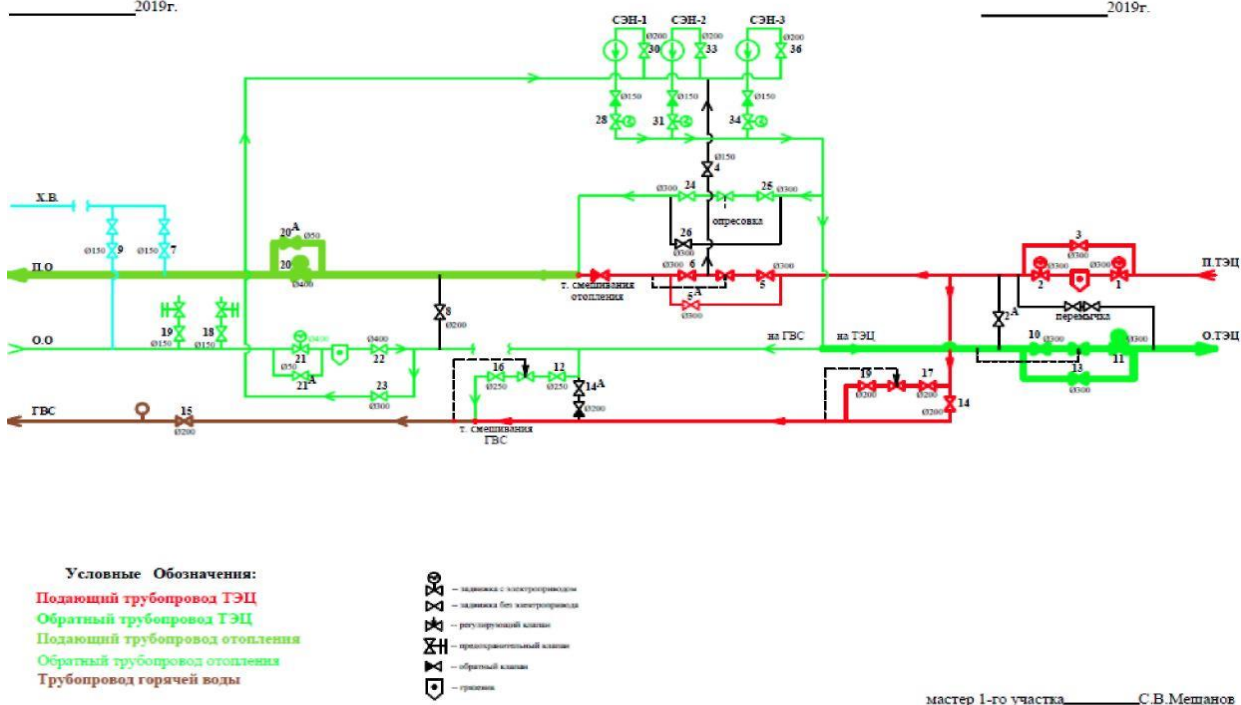 2019г.
2019г.
СЭН-1
СЭН-2
СЭН-3
Ø200
Ø200
Ø200
30
33
36
Ø150
Ø150
Ø150
28
31
34
Ø150
4
Ø300
24
25
Ø300
опресовка
26
Ø300
Х.В.
Ø150
9
Ø150
7
20А
Ø50
П.О
20
Ø400
т. смешивания
отопления
Ø300
6
Ø300
5
5А
Ø300
3
Ø300
Ø300
Ø300
2
1
П.ТЭЦ
перемычка
2А
8
Ø200
19
Ø150
18
Ø150
О.О
Ø400
21
Ø400
22
Ø50
21А
23
Ø300
на ГВС
на ТЭЦ
10
Ø300
Ø300
11
О.ТЭЦ
13
Ø300
16
Ø250
12
Ø250
14А
Ø200
19
Ø200
17
Ø200
14
Ø200
ГВС
15
Ø200
т. смешивания
ГВС
Условные Обозначения:
Подающий трубопровод ТЭЦ
Обратный трубопровод ТЭЦ
Подающий трубопровод отопления
Обратный трубопровод отопления
Трубопровод горячей воды
– задвижка с электроприводом
– задвижка без электропривода
– регулирующий клапан
– предохранительный клапан
– обратный клапан
– грязевик
мастер 1-го участка________С.В.Мешанов